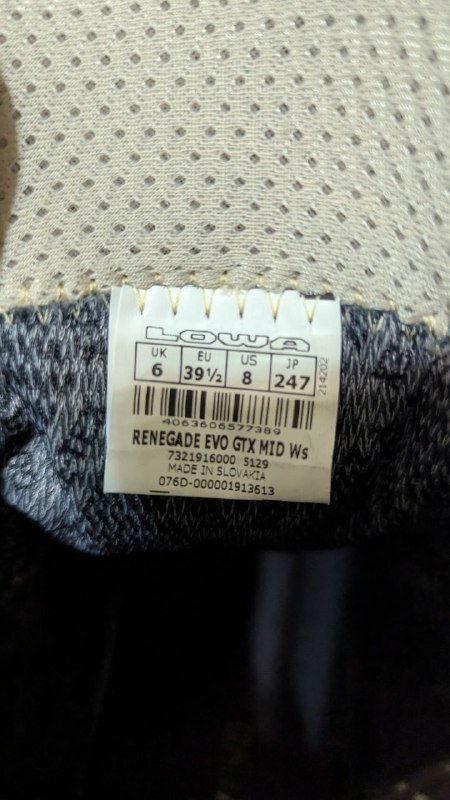 LOWA
UK EU US JP
6 39½ 8 247
214202
4063606577389
RENEGADE EVO GTX MID Ws
7321916000 5129
MADE IN SLOVAKIA
076D-000001913613